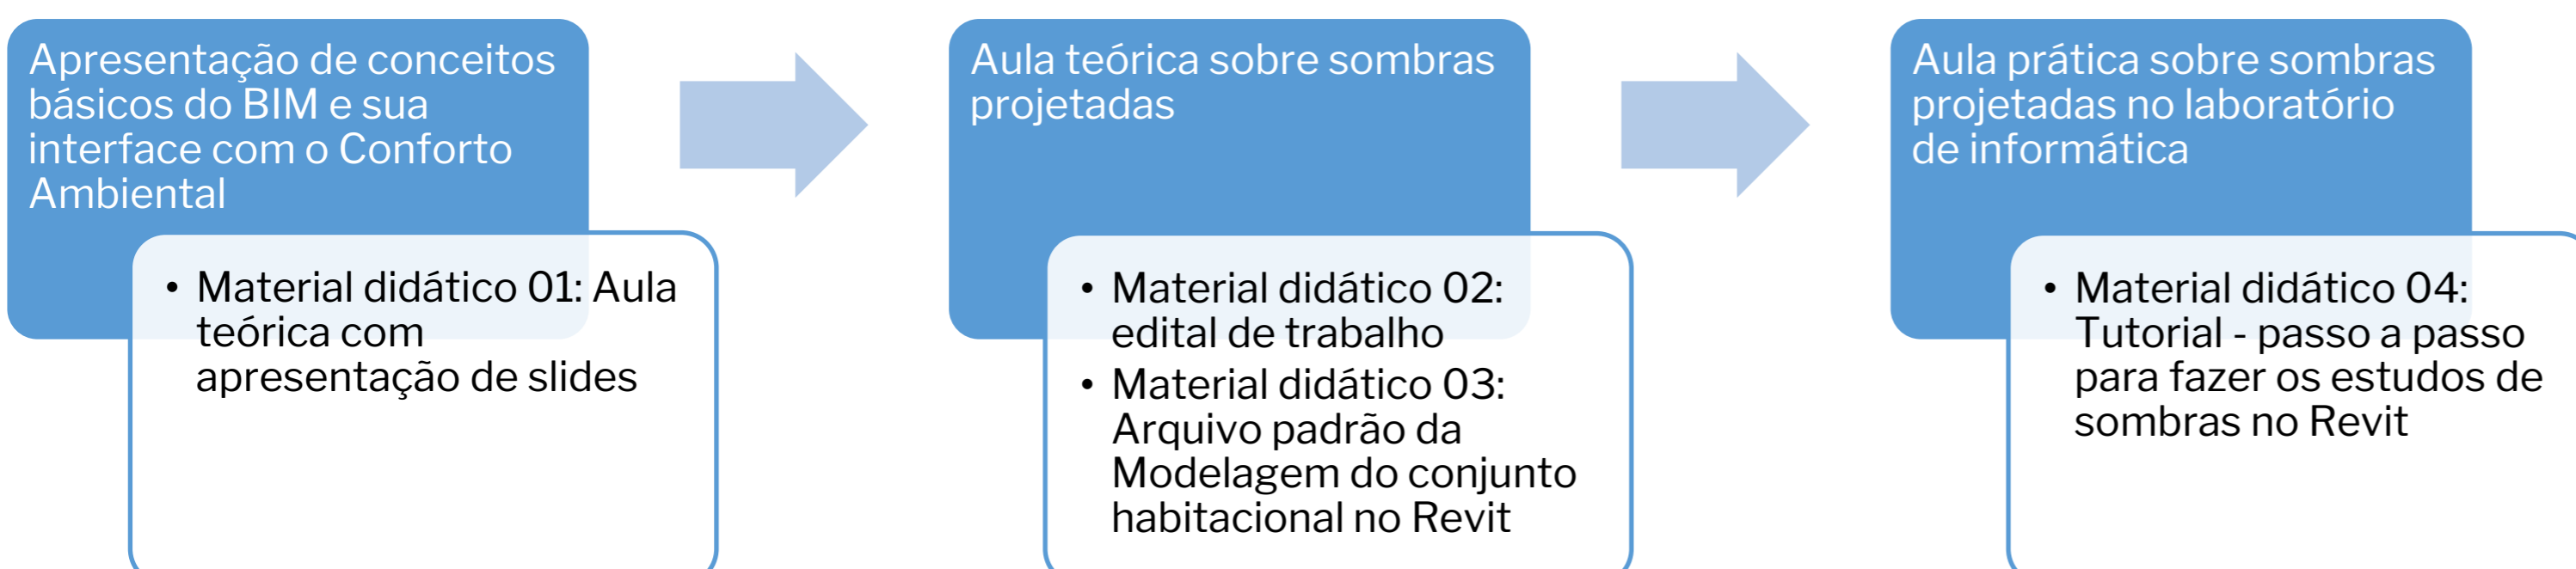 Apresentação de conceitos
básicos do BIM e sua
interface com o Conforto
Ambiental
• Material didático 01: Aula
teórica com
apresentação de slides
Aula teórica sobre sombras
projetadas
• Material didático 02:
edital de trabalho
• Material didático 03:
Arquivo padrão da
Modelagem do conjunto
habitacional no Revit
Aula prática sobre sombras
projetadas no laboratório
de informática
• Material didático 04:
Tutorial - passo a passo
para fazer os estudos de
sombras no Revit